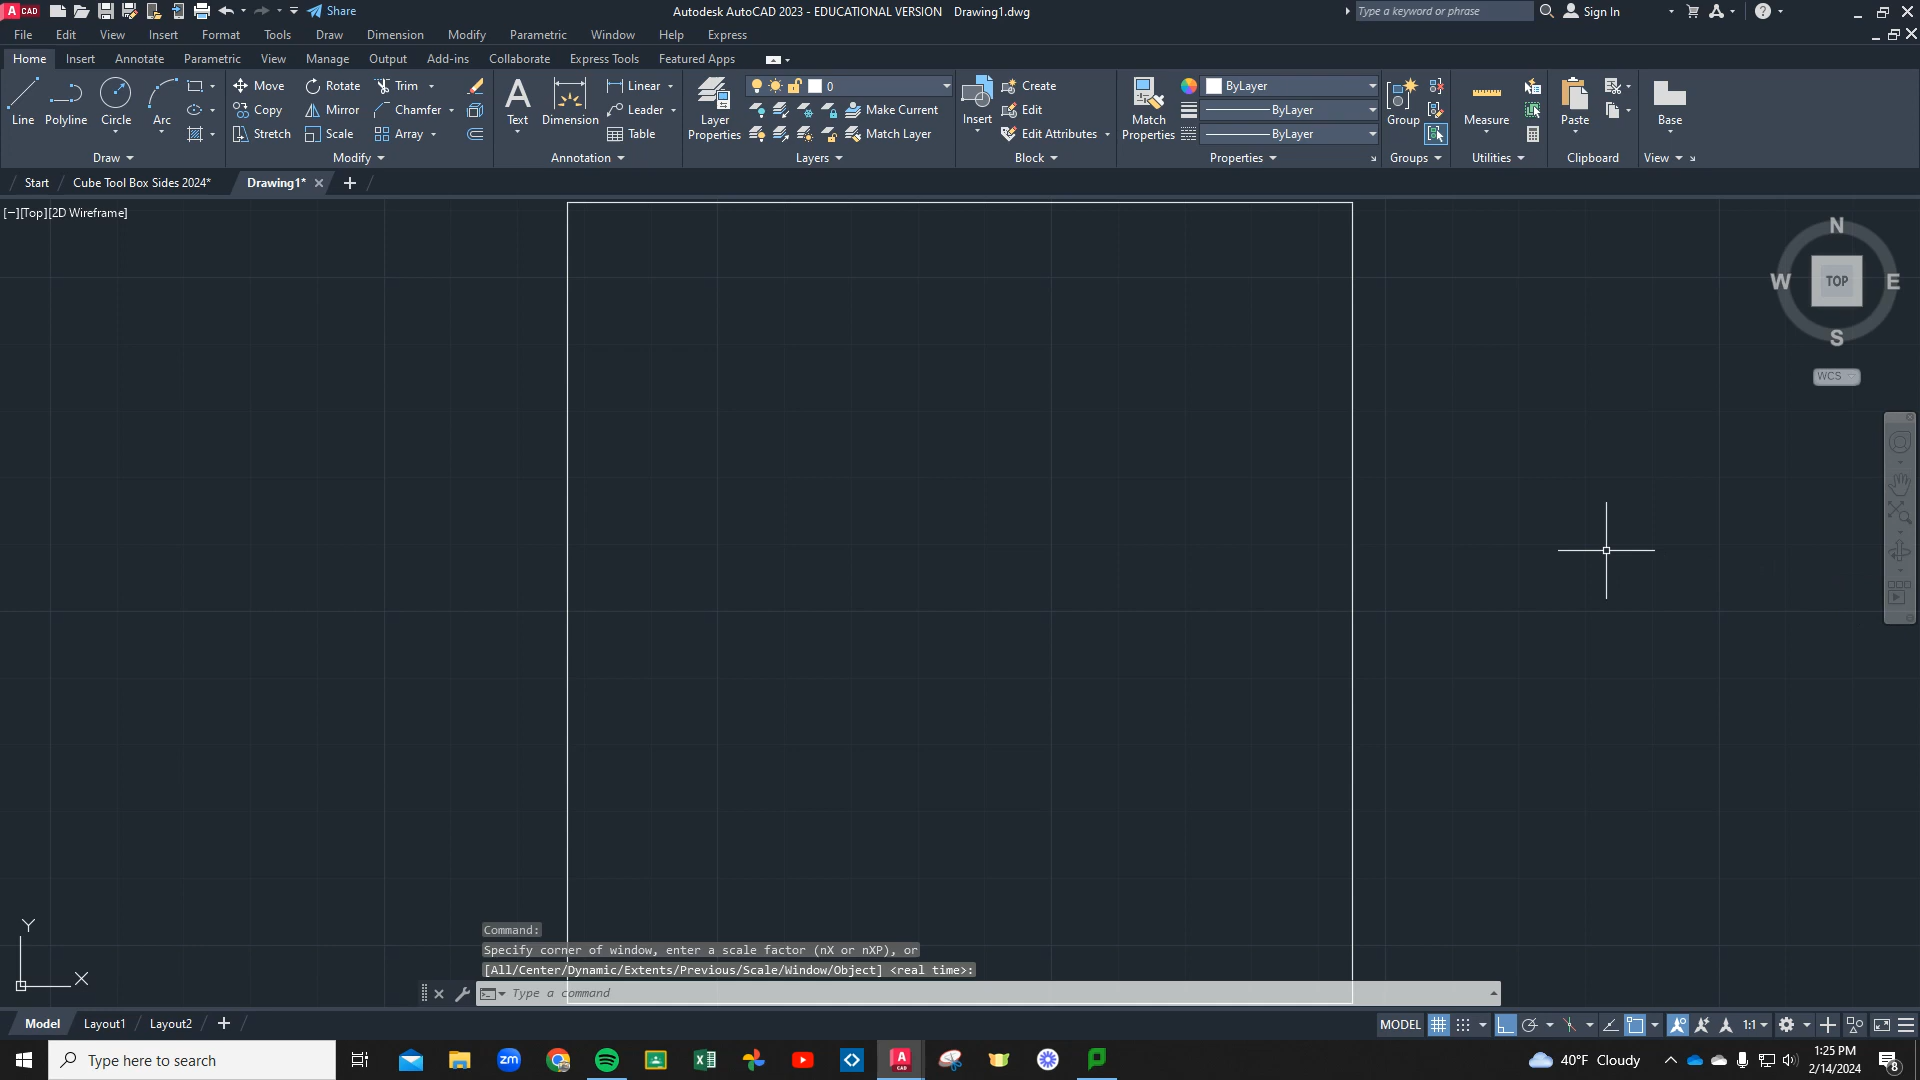 A CAD Share Autodesk AutoCAD 2023 - EDUCATIONAL VERSION Drawing1.dwg Type a keyword or phrase Sign In
File Edit View Insert Format Tools Draw Dimension Modify Parametric Window Help Express
Home Insert Annotate Parametric View Manage Output Add-ins Collaborate Express Tools Featured Apps
Move Rotate Trim Linear 0 Create ByLayer
Copy Mirror Chamfer Leader Make Current Edit ByLayer
Line Polyline Circle Arc Text Dimension Layer Insert Match Group Measure Paste Base
Stretch Scale Array Table Properties Match Layer Edit Attributes Properties ByLayer
Draw Modify Annotation Layers Block Properties Groups Utilities Clipboard View
Start Cube Tool Box Sides 2024* Drawing1*
[−][Top][2D Wireframe]
N
W TOP E
S
WCS
Y
X
Command:
Specify corner of window, enter a scale factor (nX or nXP), or
[All/Center/Dynamic/Extents/Previous/Scale/Window/Object] <real time>:
Type a command
Model Layout1 Layout2 MODEL 1:1
Type here to search zm A CAD 40°F Cloudy 1:25 PM
2/14/2024 8